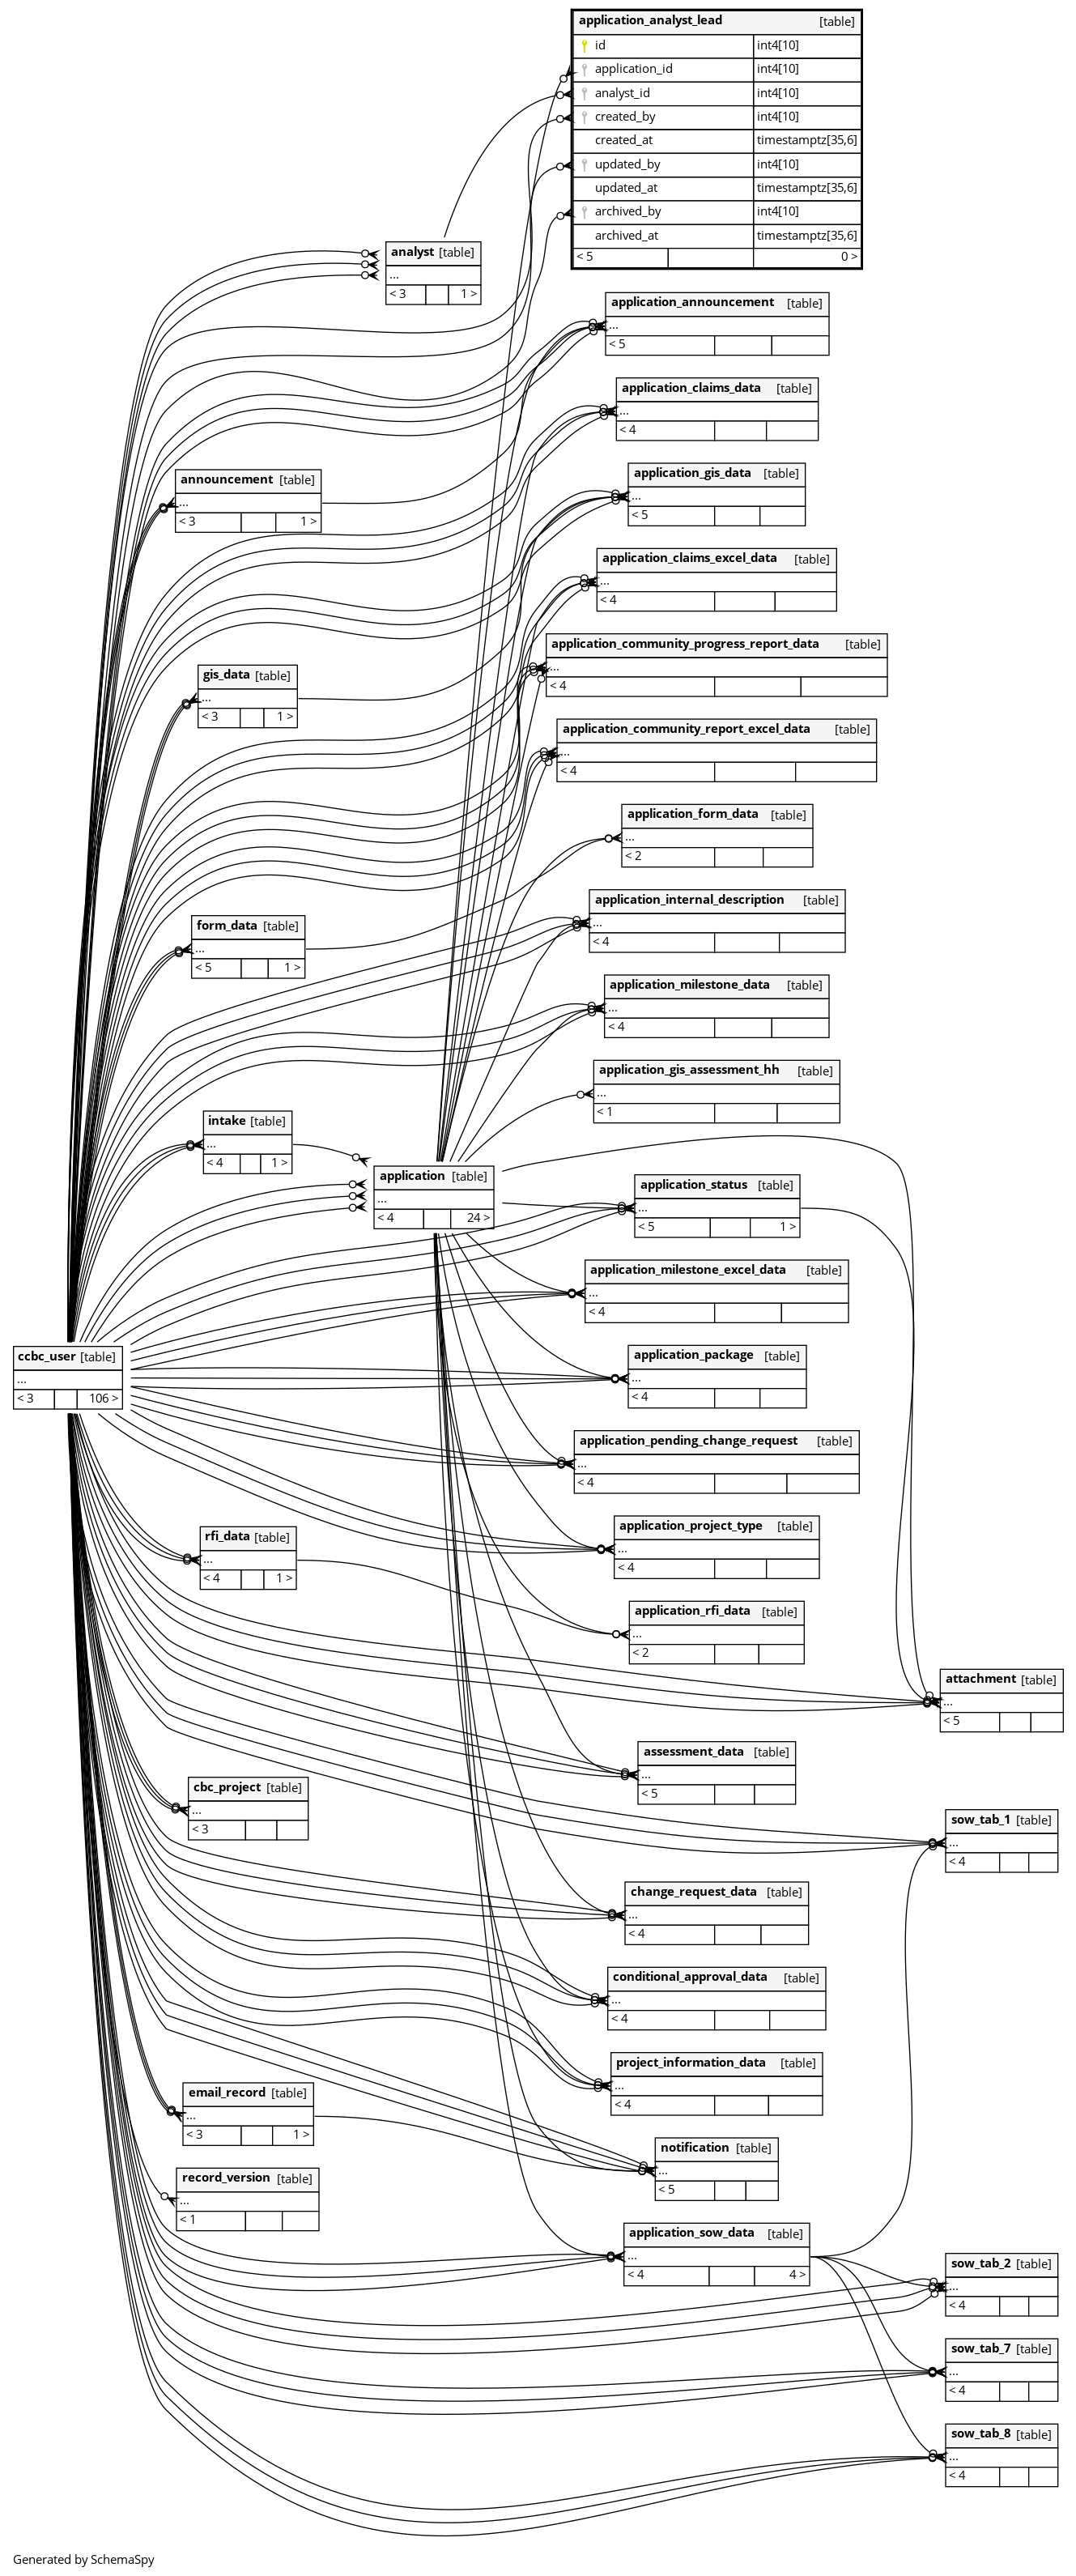 application_analyst_lead [table]
id int4[10]
application_id int4[10]
analyst_id int4[10]
created_by int4[10]
created_at timestamptz[35,6]
updated_by int4[10]
updated_at timestamptz[35,6]
archived_by int4[10]
archived_at timestamptz[35,6]
< 5 0 >
analyst [table]
...
< 3 1 >
application_announcement [table]
...
< 5
application_claims_data [table]
...
< 4
announcement [table]
...
< 3 1 >
application_gis_data [table]
...
< 5
application_claims_excel_data [table]
...
< 4
application_community_progress_report_data [table]
...
< 4
gis_data [table]
...
< 3 1 >
application_community_report_excel_data [table]
...
< 4
application_form_data [table]
...
< 2
application_internal_description [table]
...
< 4
form_data [table]
...
< 5 1 >
application_milestone_data [table]
...
< 4
application_gis_assessment_hh [table]
...
< 1
intake [table]
...
< 4 1 >
application [table]
...
< 4 24 >
application_status [table]
...
< 5 1 >
application_milestone_excel_data [table]
...
< 4
ccbc_user [table]
...
< 3 106 >
application_package [table]
...
< 4
application_pending_change_request [table]
...
< 4
application_project_type [table]
...
< 4
rfi_data [table]
...
< 4 1 >
application_rfi_data [table]
...
< 2
attachment [table]
...
< 5
assessment_data [table]
...
< 5
cbc_project [table]
...
< 3
sow_tab_1 [table]
...
< 4
change_request_data [table]
...
< 4
conditional_approval_data [table]
...
< 4
project_information_data [table]
...
< 4
email_record [table]
...
< 3 1 >
notification [table]
...
< 5
record_version [table]
...
< 1
application_sow_data [table]
...
< 4 4 >
sow_tab_2 [table]
...
< 4
sow_tab_7 [table]
...
< 4
sow_tab_8 [table]
...
< 4
Generated by SchemaSpy